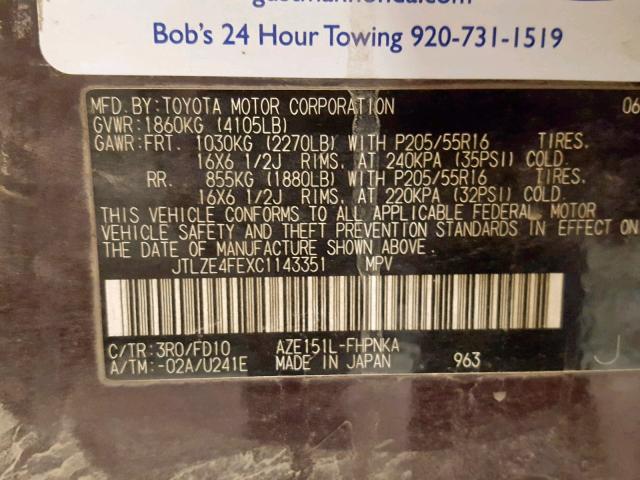 Bob's 24 Hour Towing 920-731-1519
MFD.BY:TOYOTA MOTOR CORPORATION 06
GVWR:1860KG (4105LB)
GAWR:FRT. 1030KG (2270LB) WITH P205/55R16 TIRES.
16X6 1/2J RIMS, AT 240KPA (35PSI) COLD.
RR. 855KG (1880LB) WITH P205/55R16 TIRES.
16X6 1/2J RIMS, AT 220KPA (32PSI) COLD.
THIS VEHICLE CONFORMS TO ALL APPLICABLE FEDERAL MOTOR
VEHICLE SAFETY AND THEFT PREVENTION STANDARDS IN EFFECT ON
THE DATE OF MANUFACTURE SHOWN ABOVE.
JTLZE4FEXC1143351 MPV
C/TR:3R0/FD10 AZE151L-FHPNKA
A/TM:-02A/U241E MADE IN JAPAN 963 J